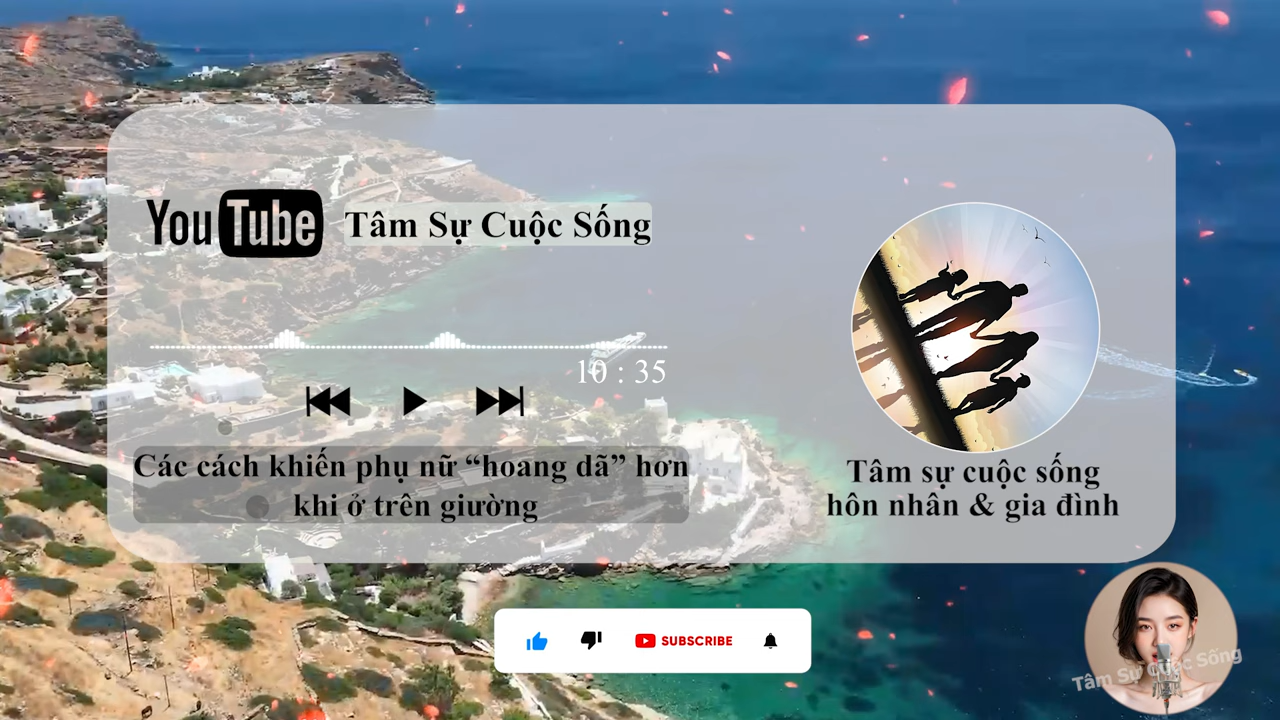 YouTube Tâm Sự Cuộc Sống
10 : 35
Các cách khiến phụ nữ “hoang dã” hơn
khi ở trên giường
Tâm sự cuộc sống
hôn nhân & gia đình
SUBSCRIBE
Tâm Sự Cuộc Sống